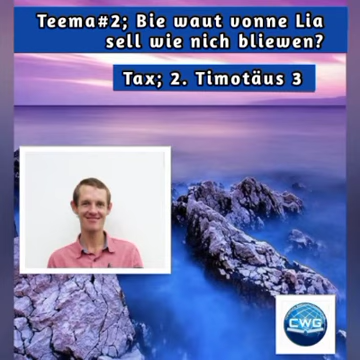 Teema#2; Bie waut vonne Lia
sell wie nich bliewen?
Tax; 2. Timotäus 3
CWG